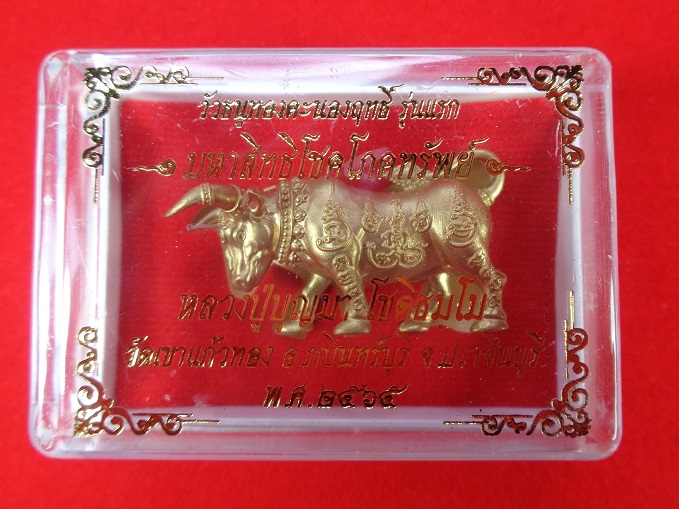 วัวธนูทองคะนองฤทธิ์ รุ่นแรก
มหาสิทธิโชคโภคทรัพย์
หลวงปู่บุญมา โชติธมฺโม
วัดเขาแก้วทอง อ.กบินทร์บุรี จ.ปราจีนบุรี
พ.ศ.๒๕๖๕